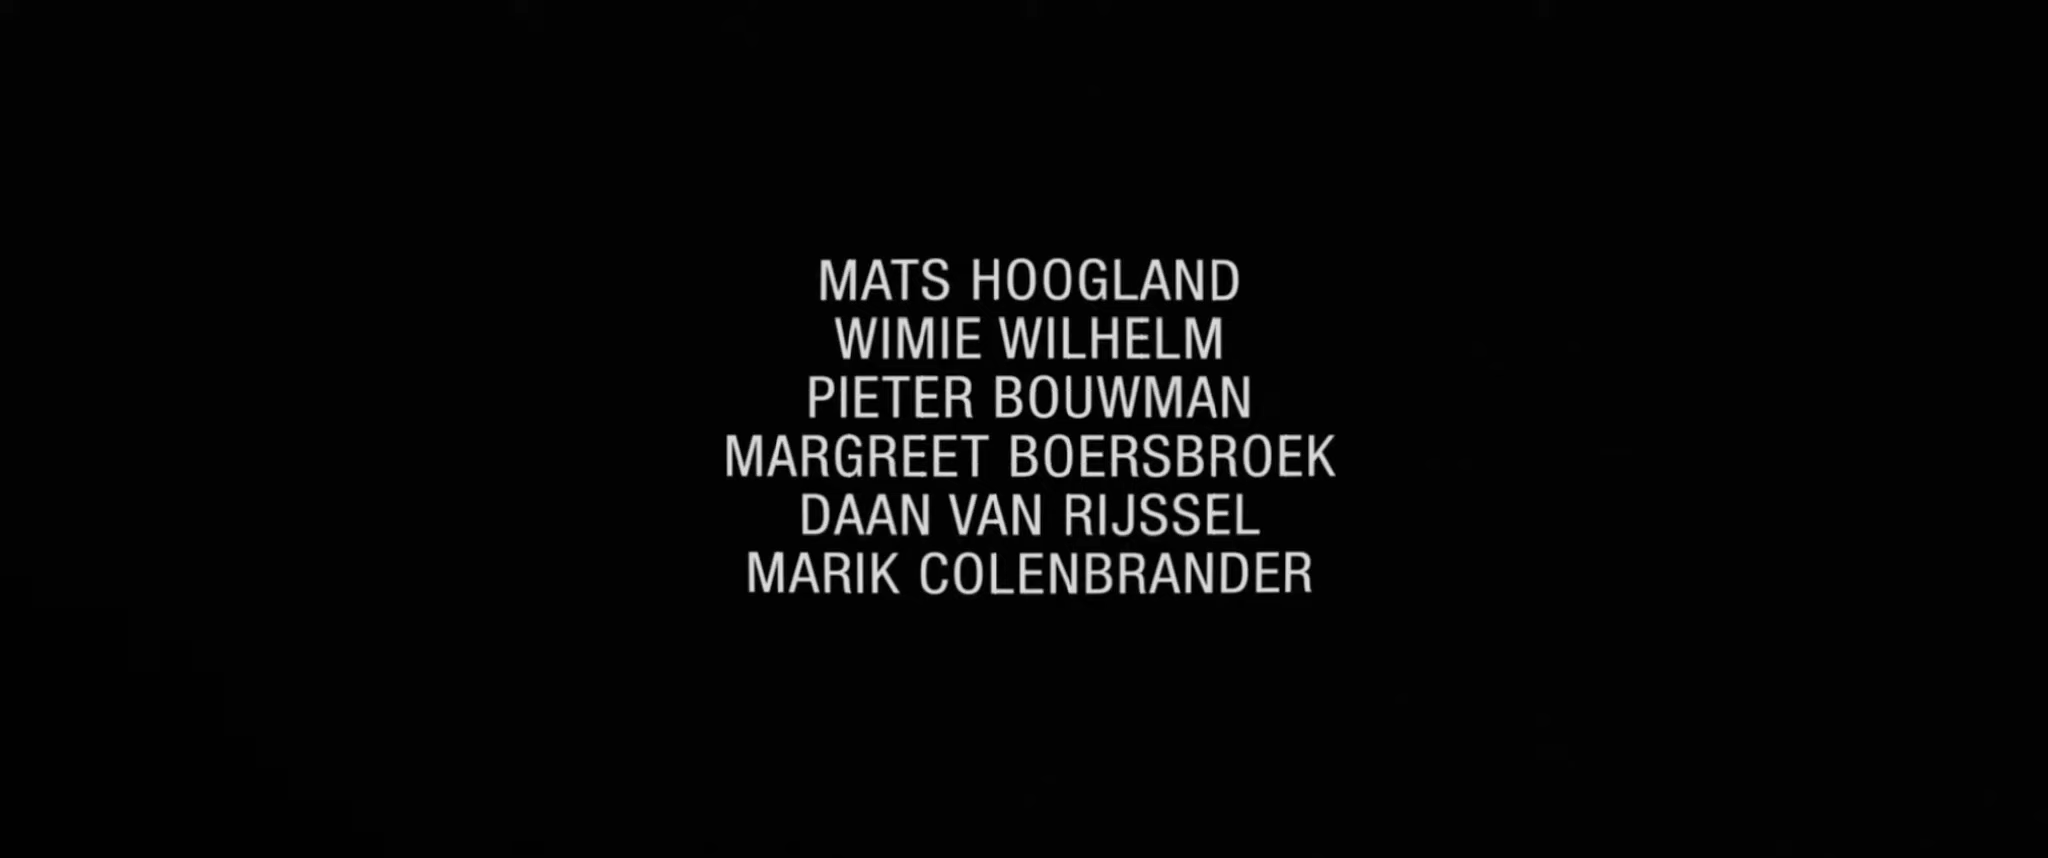 MATS HOOGLAND
WIMIE WILHELM
PIETER BOUWMAN
MARGREET BOERSBROEK
DAAN VAN RIJSSEL
MARIK COLENBRANDER